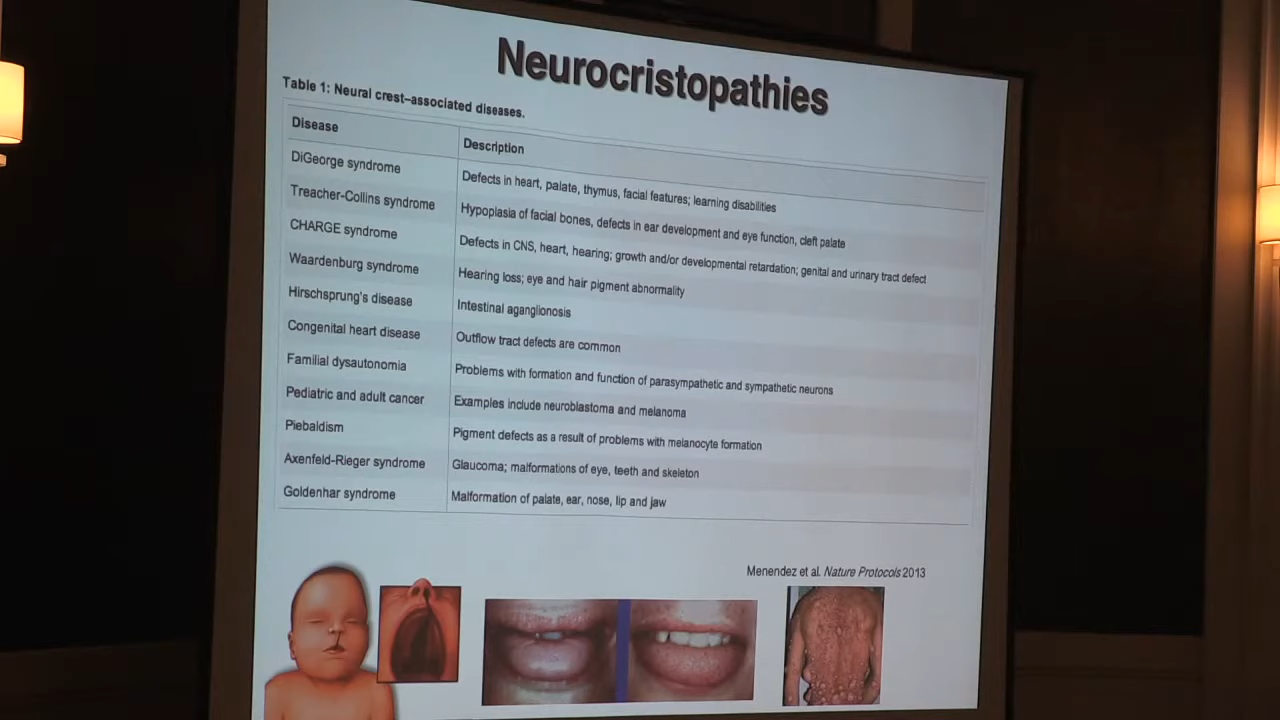 Neurocristopathies
Table 1: Neural crest–associated diseases.
Disease Description
DiGeorge syndrome Defects in heart, palate, thymus, facial features; learning disabilities
Treacher-Collins syndrome Hypoplasia of facial bones, defects in ear development and eye function, cleft palate
CHARGE syndrome Defects in CNS, heart, hearing; growth and/or developmental retardation; genital and urinary tract defect
Waardenburg syndrome Hearing loss; eye and hair pigment abnormality
Hirschsprung's disease Intestinal aganglionosis
Congenital heart disease Outflow tract defects are common
Familial dysautonomia Problems with formation and function of parasympathetic and sympathetic neurons
Pediatric and adult cancer Examples include neuroblastoma and melanoma
Piebaldism Pigment defects as a result of problems with melanocyte formation
Axenfeld-Rieger syndrome Glaucoma; malformations of eye, teeth and skeleton
Goldenhar syndrome Malformation of palate, ear, nose, lip and jaw
Menendez et al. Nature Protocols 2013